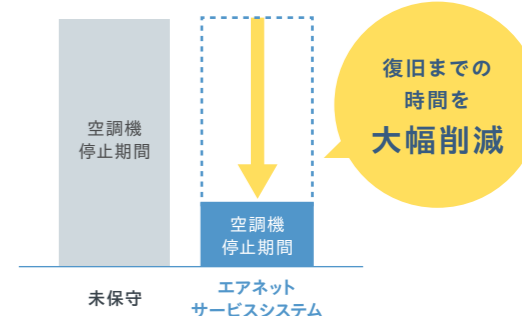 復旧までの
時間を
大幅削減
空調機
停止期間
空調機
停止期間
未保守
エアネット
サービスシステム